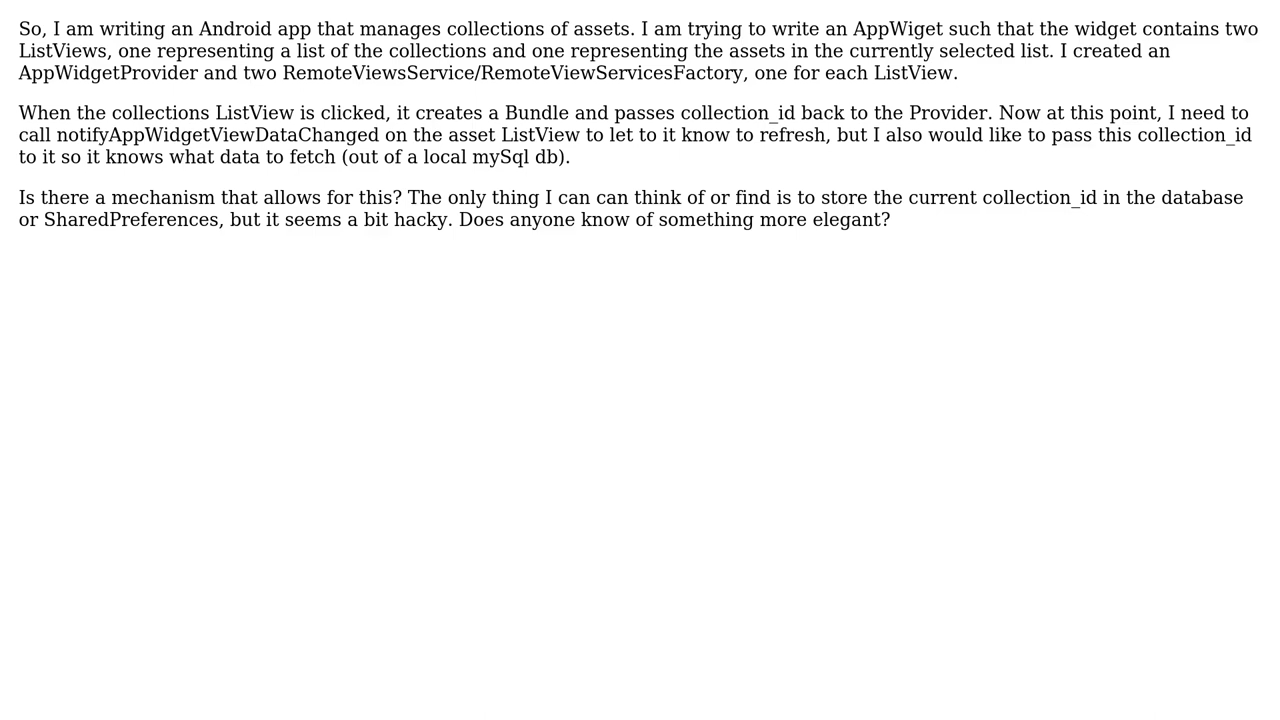 So, I am writing an Android app that manages collections of assets. I am trying to write an AppWiget such that the widget contains two
ListViews, one representing a list of the collections and one representing the assets in the currently selected list. I created an
AppWidgetProvider and two RemoteViewsService/RemoteViewServicesFactory, one for each ListView.
When the collections ListView is clicked, it creates a Bundle and passes collection_id back to the Provider. Now at this point, I need to
call notifyAppWidgetViewDataChanged on the asset ListView to let to it know to refresh, but I also would like to pass this collection_id
to it so it knows what data to fetch (out of a local mySql db).
Is there a mechanism that allows for this? The only thing I can can think of or find is to store the current collection_id in the database
or SharedPreferences, but it seems a bit hacky. Does anyone know of something more elegant?